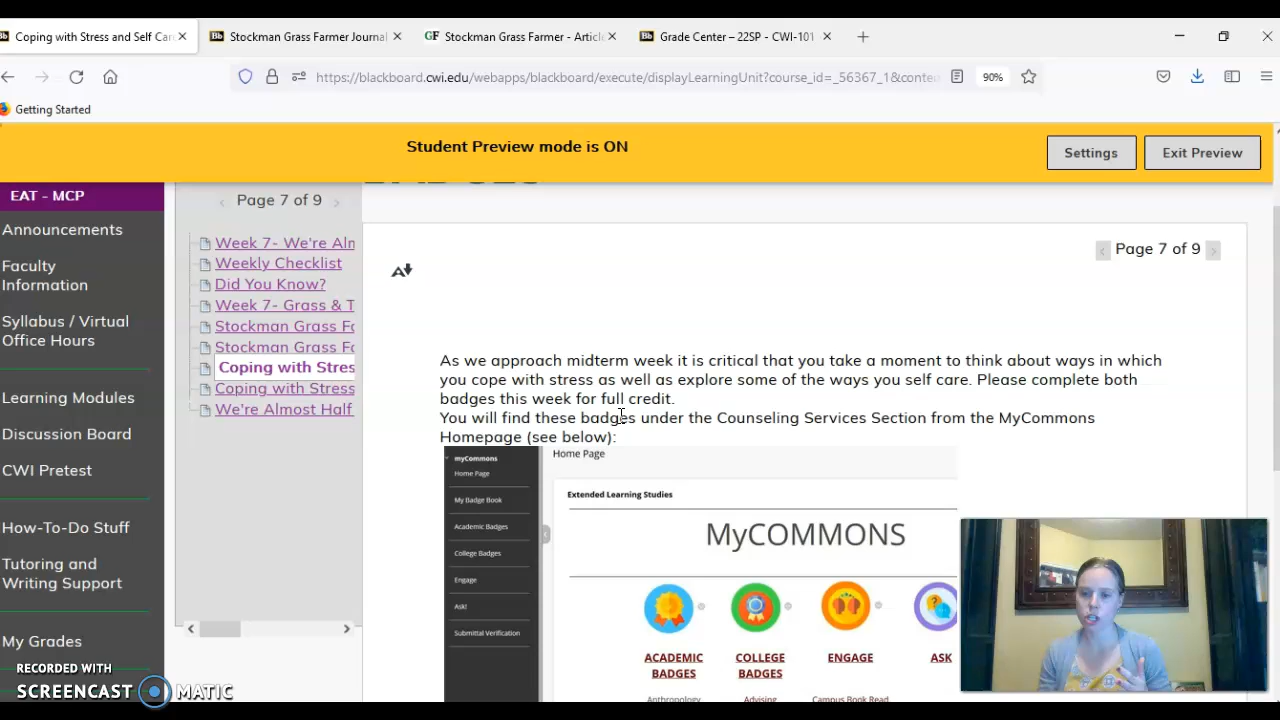 Coping with Stress and Self Car
Stockman Grass Farmer Journal
GF Stockman Grass Farmer - Article
Grade Center – 22SP - CWI-101
https://blackboard.cwi.edu/webapps/blackboard/execute/displayLearningUnit?course_id=_56367_1&conte
90%
Getting Started
Student Preview mode is ON
Settings
Exit Preview
EAT - MCP
Announcements
Faculty
Information
Syllabus / Virtual
Office Hours
Learning Modules
Discussion Board
CWI Pretest
How-To-Do Stuff
Tutoring and
Writing Support
My Grades
Page 7 of 9
Week 7- We're Alm
Weekly Checklist
Did You Know?
Week 7- Grass & T
Stockman Grass Fa
Stockman Grass Fa
Coping with Stres
Coping with Stress
We're Almost Half
Page 7 of 9
As we approach midterm week it is critical that you take a moment to think about ways in which
you cope with stress as well as explore some of the ways you self care. Please complete both
badges this week for full credit.
You will find these badges under the Counseling Services Section from the MyCommons
Homepage (see below):
myCommons
Home Page
My Badge Book
Academic Badges
College Badges
Engage
Ask!
Submittal Verification
Home Page
Extended Learning Studies
MyCOMMONS
ACADEMIC
BADGES
COLLEGE
BADGES
ENGAGE
ASK
Anthropology
Advising
Campus Book Read
RECORDED WITH
SCREENCAST MATIC